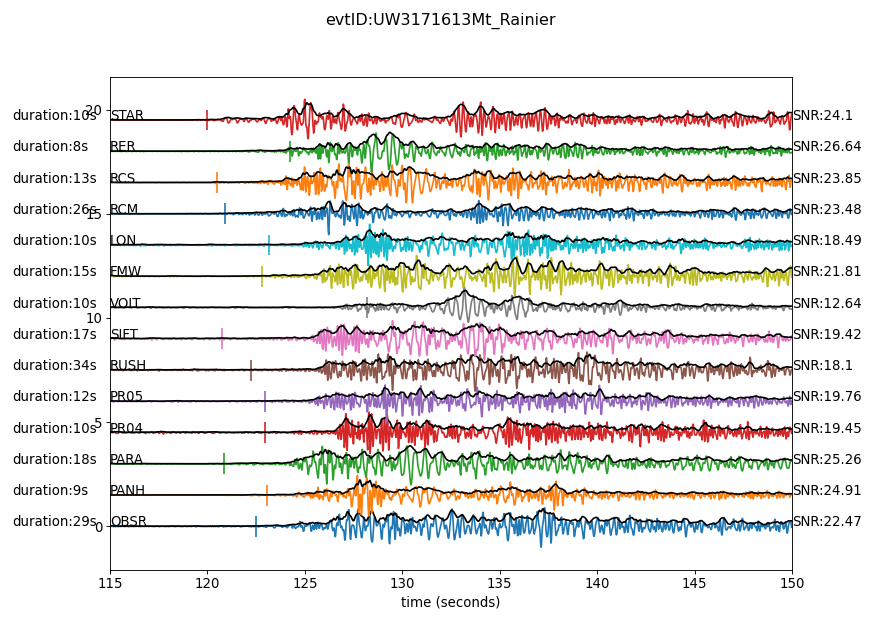 evtID:UW3171613Mt_Rainier
20
duration:10s STAR SNR:24.1
duration:8s RER SNR:26.64
duration:13s RCS SNR:23.85
duration:26s RCM SNR:23.48
15
duration:10s LON SNR:18.49
duration:15s FMW SNR:21.81
duration:10s VOIT SNR:12.64
10
duration:17s SIFT SNR:19.42
duration:34s RUSH SNR:18.1
duration:12s PR05 SNR:19.76
5
duration:10s PR04 SNR:19.45
duration:18s PARA SNR:25.26
duration:9s PANH SNR:24.91
duration:29s OBSR SNR:22.47
0
115 120 125 130 135 140 145 150
time (seconds)